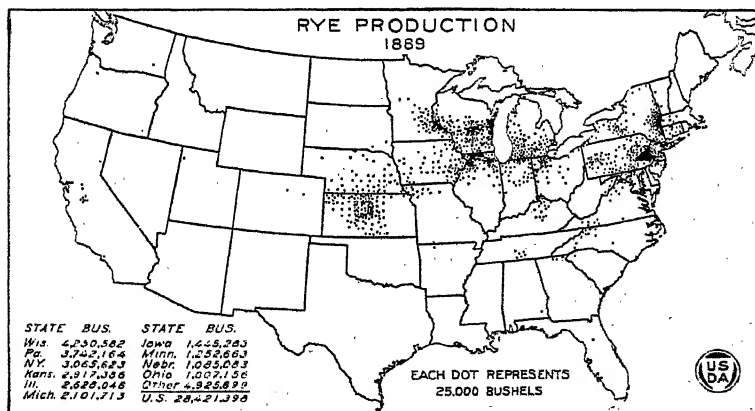 RYE PRODUCTION
1889
STATE BUS. STATE BUS.
Wis. 4,250,582 Iowa 1,445,283
Pa. 3,742,164 Minn. 1,252,663
N.Y. 3,065,623 Nebr. 1,085,083
Kans. 2,917,386 Ohio 1,007,156
Ill. 2,628,046 Other 4,925,699
Mich. 2,101,713 U.S. 28,421,398
EACH DOT REPRESENTS
25,000 BUSHELS
US
DA